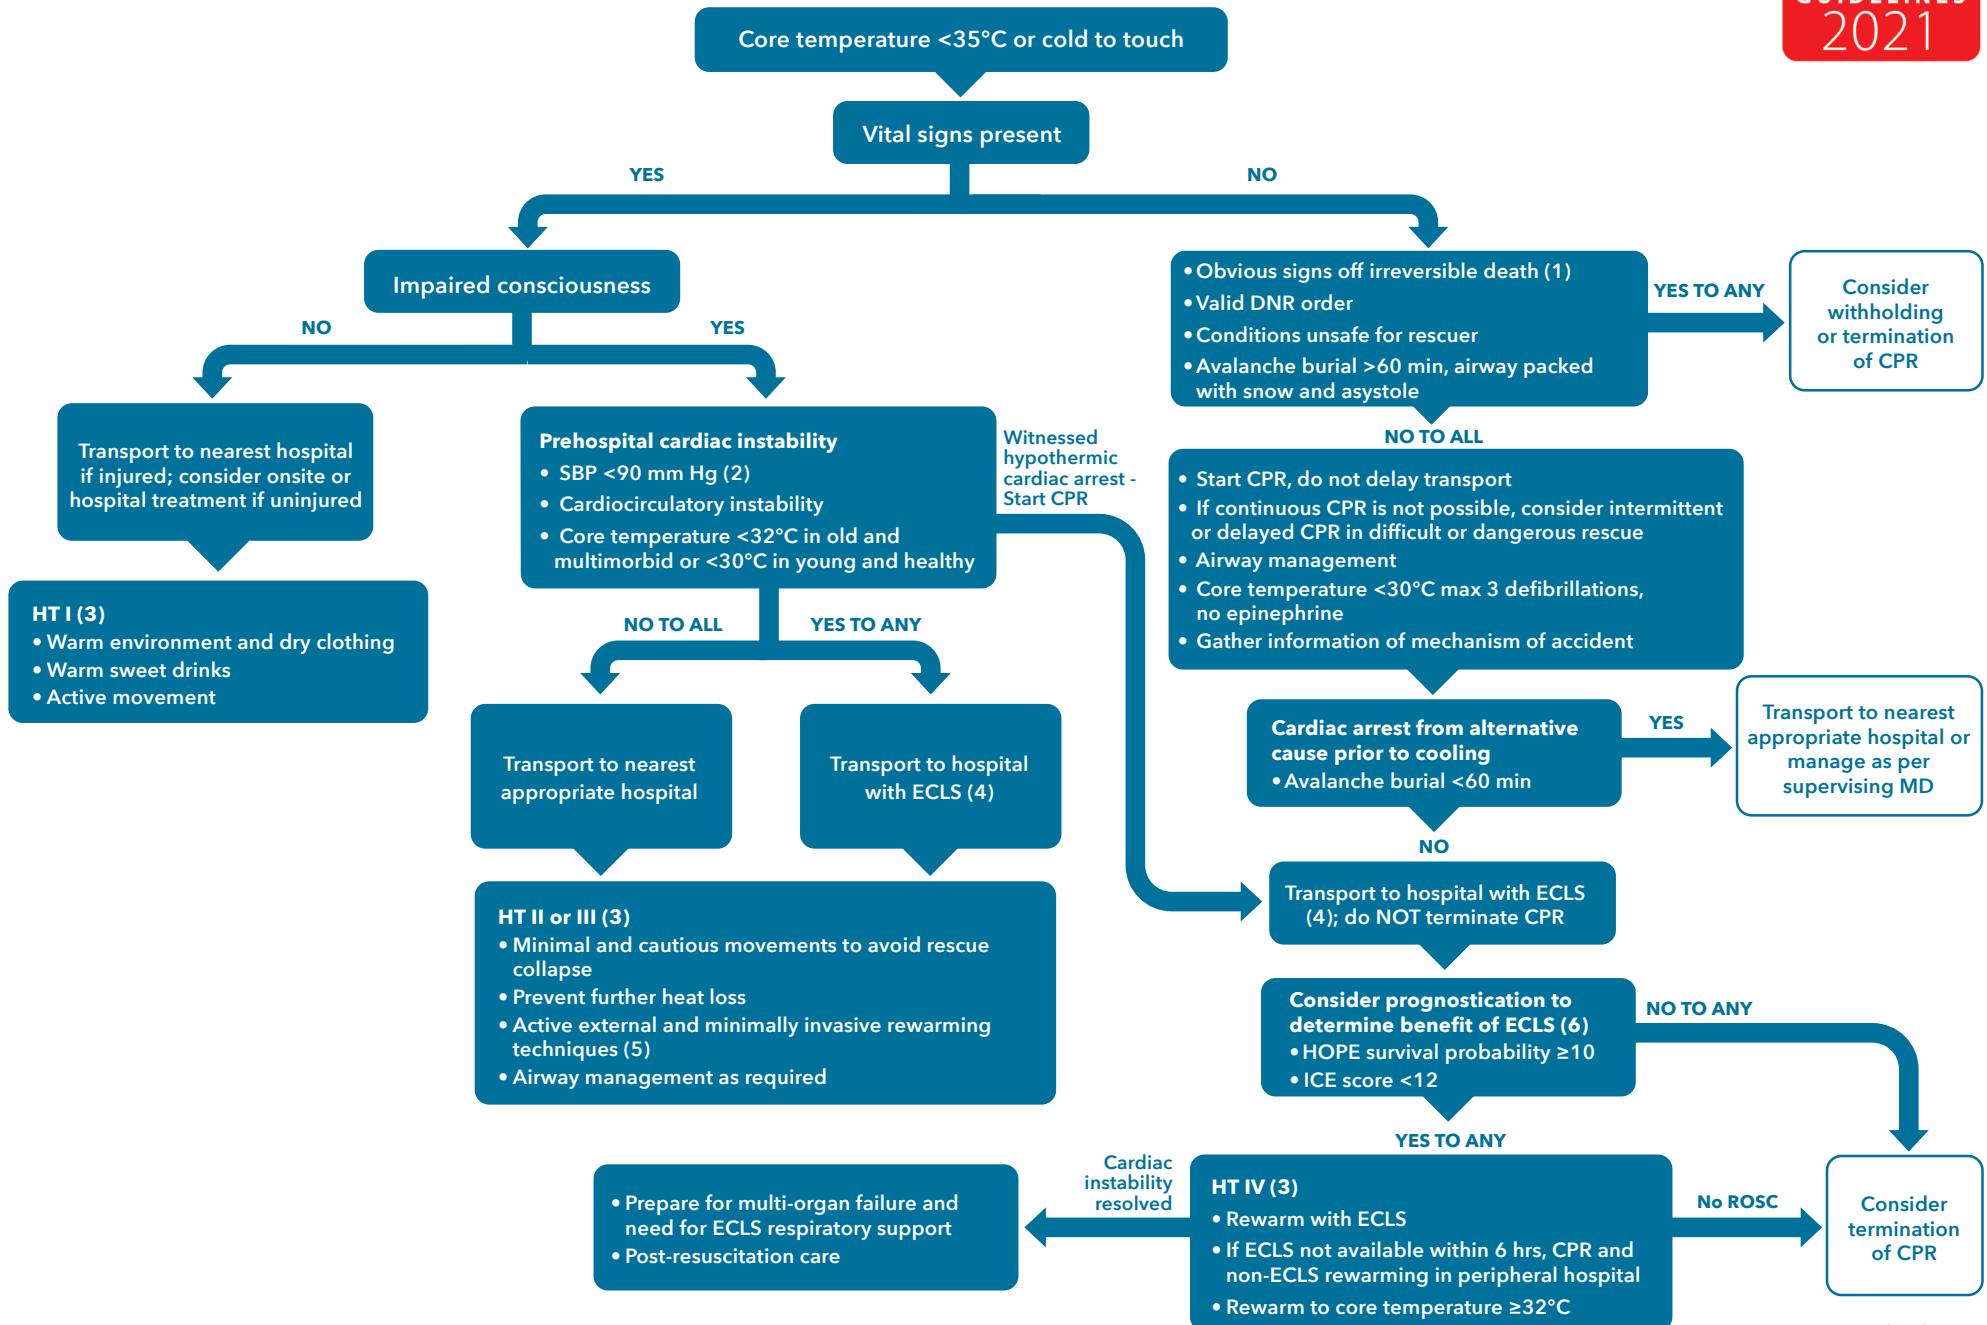 GUIDELINES
2021
Core temperature <35°C or cold to touch
Vital signs present
YES
NO
Impaired consciousness
NO
YES
• Obvious signs off irreversible death (1)
• Valid DNR order
• Conditions unsafe for rescuer
• Avalanche burial >60 min, airway packed
with snow and asystole
YES TO ANY
Consider
withholding
or termination
of CPR
Transport to nearest hospital
if injured; consider onsite or
hospital treatment if uninjured
Prehospital cardiac instability
• SBP <90 mm Hg (2)
• Cardiocirculatory instability
• Core temperature <32°C in old and
multimorbid or <30°C in young and healthy
Witnessed
hypothermic
cardiac arrest -
Start CPR
NO TO ALL
• Start CPR, do not delay transport
• If continuous CPR is not possible, consider intermittent
or delayed CPR in difficult or dangerous rescue
• Airway management
• Core temperature <30°C max 3 defibrillations,
no epinephrine
• Gather information of mechanism of accident
HT I (3)
• Warm environment and dry clothing
• Warm sweet drinks
• Active movement
NO TO ALL
YES TO ANY
Transport to nearest
appropriate hospital
Transport to hospital
with ECLS (4)
Cardiac arrest from alternative
cause prior to cooling
• Avalanche burial <60 min
YES
Transport to nearest
appropriate hospital or
manage as per
supervising MD
NO
Transport to hospital with ECLS
(4); do NOT terminate CPR
HT II or III (3)
• Minimal and cautious movements to avoid rescue
collapse
• Prevent further heat loss
• Active external and minimally invasive rewarming
techniques (5)
• Airway management as required
Consider prognostication to
determine benefit of ECLS (6)
• HOPE survival probability ≥10
• ICE score <12
NO TO ANY
YES TO ANY
• Prepare for multi-organ failure and
need for ECLS respiratory support
• Post-resuscitation care
Cardiac
instability
resolved
HT IV (3)
• Rewarm with ECLS
• If ECLS not available within 6 hrs, CPR and
non-ECLS rewarming in peripheral hospital
• Rewarm to core temperature ≥32°C
No ROSC
Consider
termination
of CPR